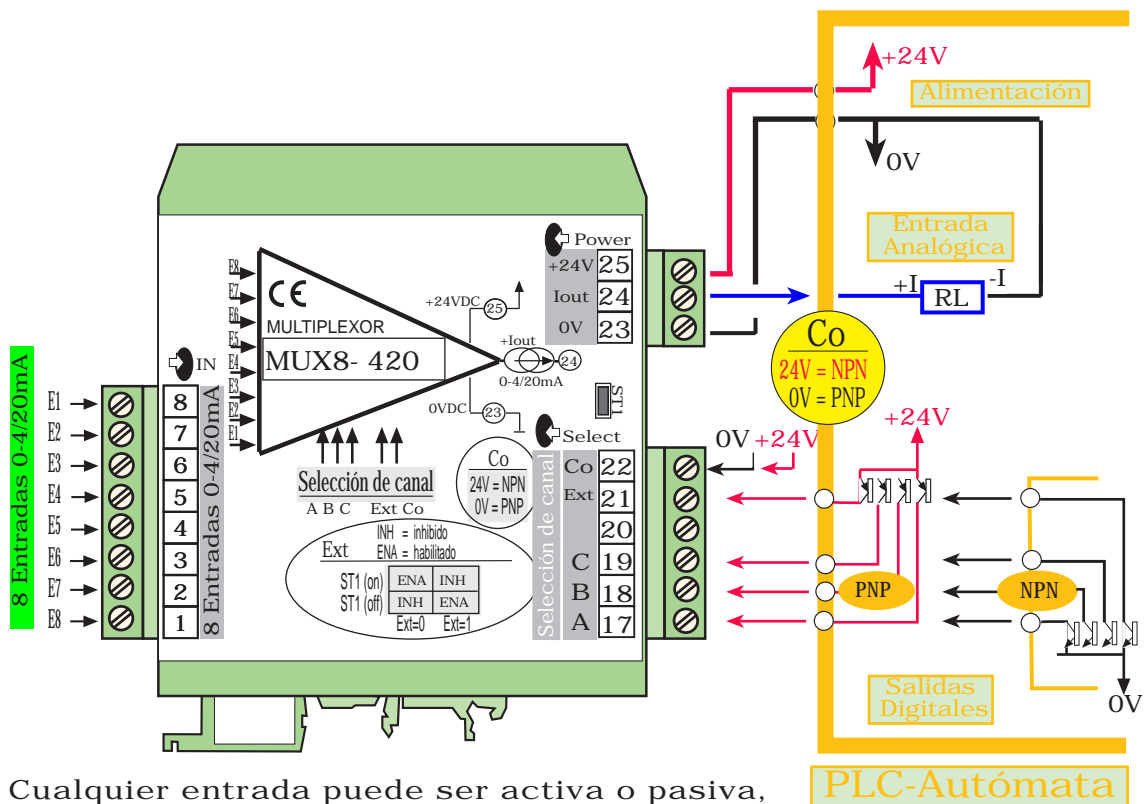 +24V
Alimentación
0V
Power
+24V 25
Iout 24
0V 23
Entrada
Analógica
+I RL -I
E8
E7
E6
E5
E4
E3
E2
E1
CE
MULTIPLEXOR
MUX8- 420
+24VDC 25
+Iout
24
0-4/20mA
0VDC 23
ST1
Co
24V = NPN
0V = PNP
IN
8 Entradas 0-4/20mA
E1
E2
E3
E4
E5
E6
E7
E8
8
7
6
5
4
3
2
1
8 Entradas 0-4/20mA
Selección de canal
A B C Ext Co
Co
24V = NPN
0V = PNP
INH = inhibido
Ext ENA = habilitado
ST1 (on) ENA INH
ST1 (off) INH ENA
Ext=0 Ext=1
Select
Selección de canal
Co 22
Ext 21
20
C 19
B 18
A 17
0V +24V
+24V
PNP
NPN
0V
Salidas
Digitales
PLC-Autómata
Cualquier entrada puede ser activa o pasiva,